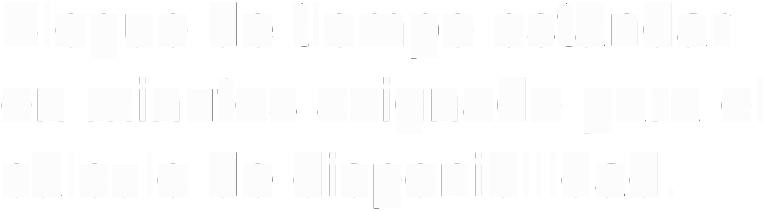 Bloque de tiempo estándar
en minutos asignado para el
cálculo de disponibilidad.